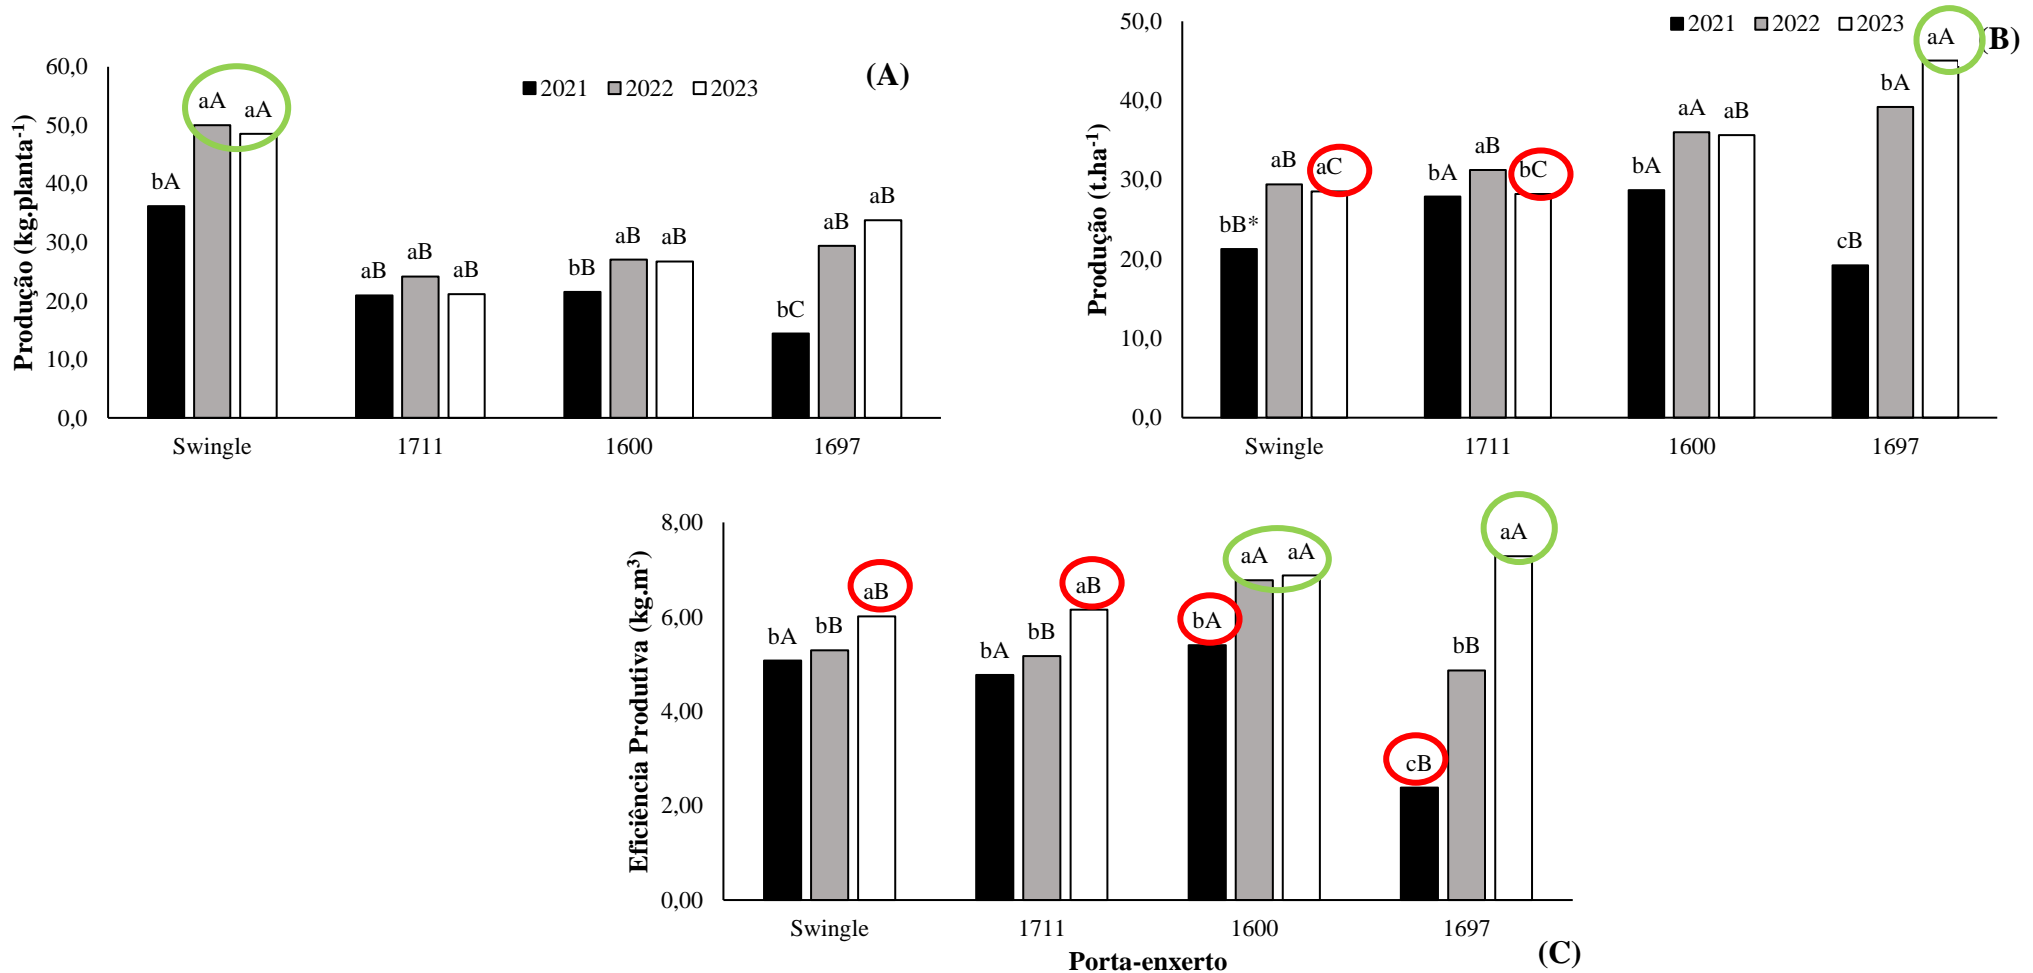 (A)
■2021 ■2022 □2023
Produção (kg.planta⁻¹)
60,0
50,0
40,0
30,0
20,0
10,0
0,0
bA aA aA
aB aB aB
bB aB aB
bC aB aB
Swingle 1711 1600 1697
(B)
■2021 ■2022 □2023
Produção (t.ha⁻¹)
50,0
40,0
30,0
20,0
10,0
0,0
bB* aB aC
bA aB bC
bA aA aB
cB bA aA
Swingle 1711 1600 1697
Eficiência Produtiva (kg.m³)
8,00
6,00
4,00
2,00
0,00
bA bB aB
bA bB aB
bA aA aA
cB bB aA
Swingle 1711 1600 1697
Porta-enxerto
(C)